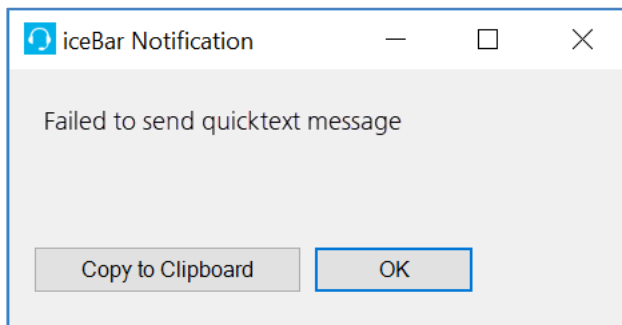 iceBar Notification
Failed to send quicktext message
Copy to Clipboard
OK